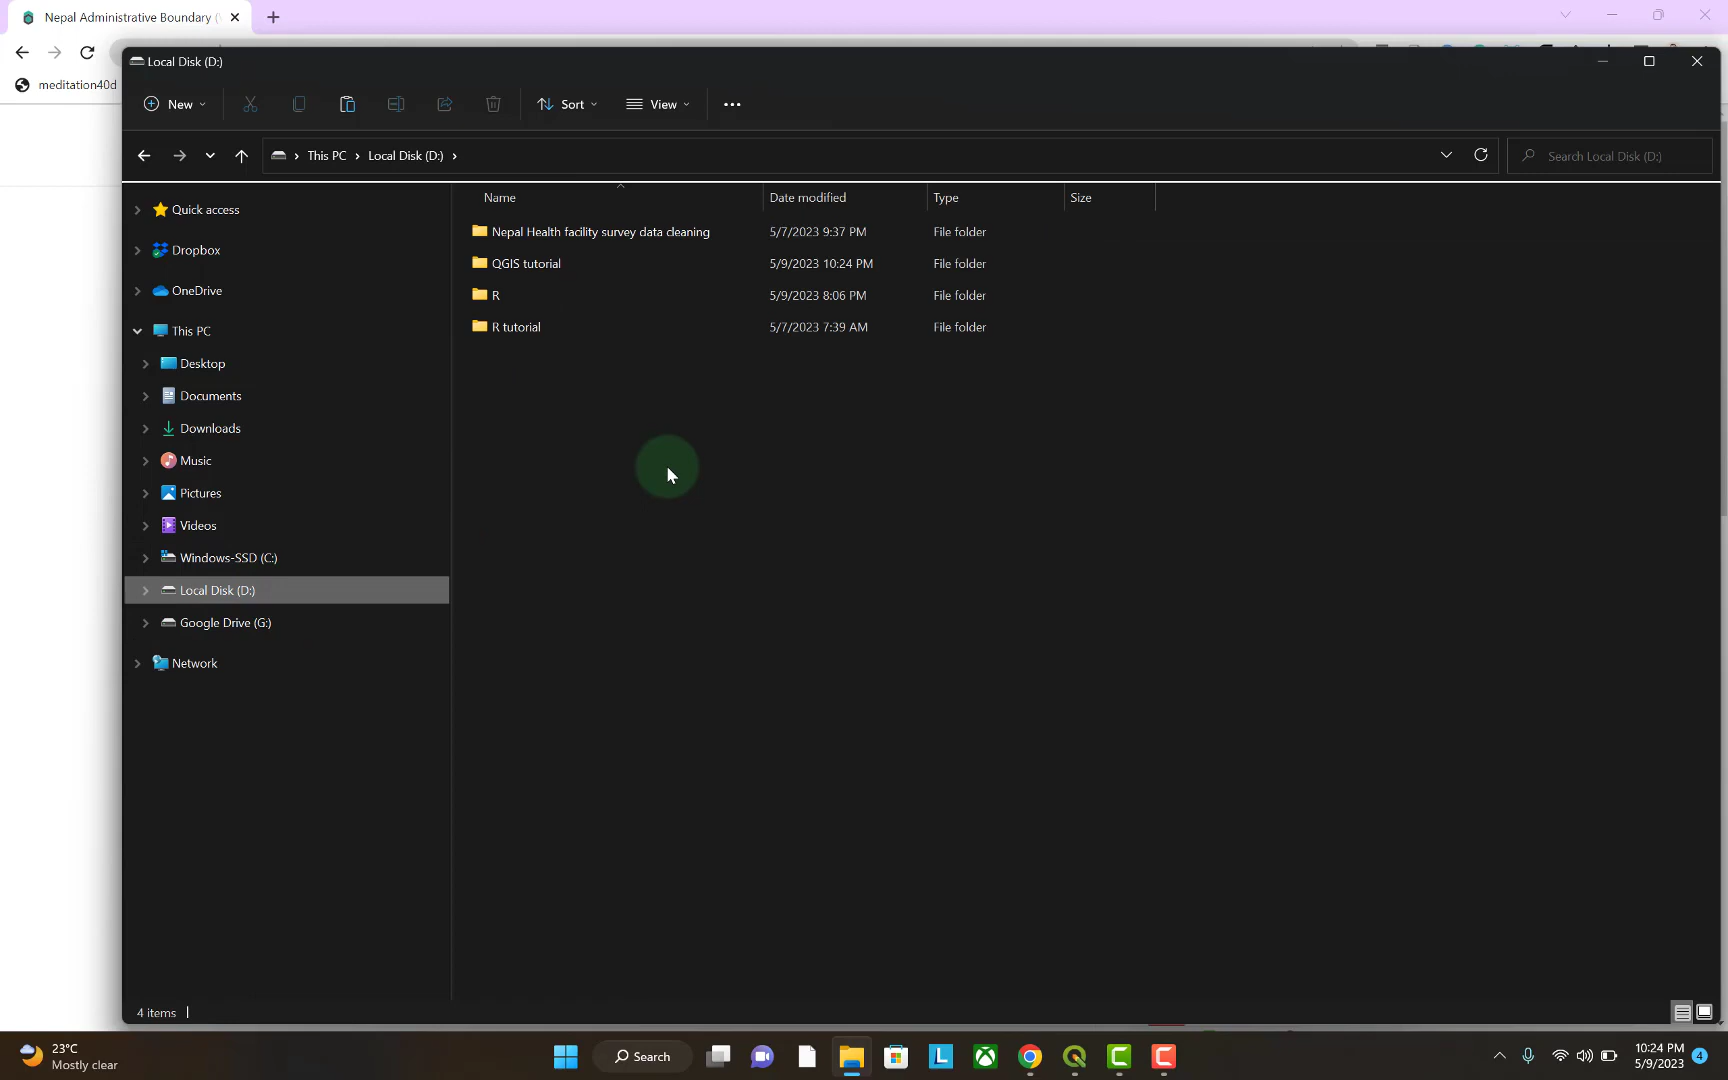 Nepal Administrative Boundary (
meditation40d
Local Disk (D:)
New
Sort
View
This PC
Local Disk (D:)
Search Local Disk (D:)
Name
Date modified
Type
Size
Nepal Health facility survey data cleaning 5/7/2023 9:37 PM File folder
QGIS tutorial 5/9/2023 10:24 PM File folder
R 5/9/2023 8:06 PM File folder
R tutorial 5/7/2023 7:39 AM File folder
Quick access
Dropbox
OneDrive
This PC
Desktop
Documents
Downloads
Music
Pictures
Videos
Windows-SSD (C:)
Local Disk (D:)
Google Drive (G:)
Network
4 items
23°C
Mostly clear
Search
L
10:24 PM
5/9/2023
4